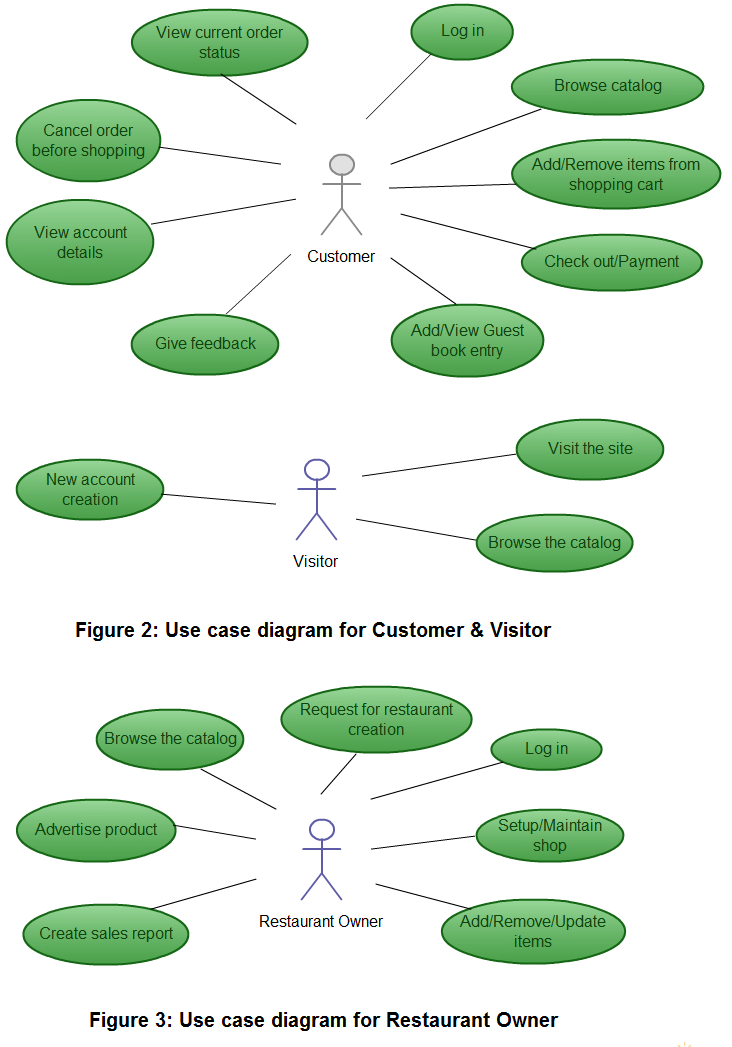 View current order
status
Log in
Browse catalog
Cancel order
before shopping
Add/Remove items from
shopping cart
View account
details
Customer
Check out/Payment
Give feedback
Add/View Guest
book entry
Visit the site
New account
creation
Browse the catalog
Visitor
Figure 2: Use case diagram for Customer & Visitor
Request for restaurant
creation
Browse the catalog
Log in
Advertise product
Setup/Maintain
shop
Restaurant Owner
Add/Remove/Update
items
Create sales report
Figure 3: Use case diagram for Restaurant Owner